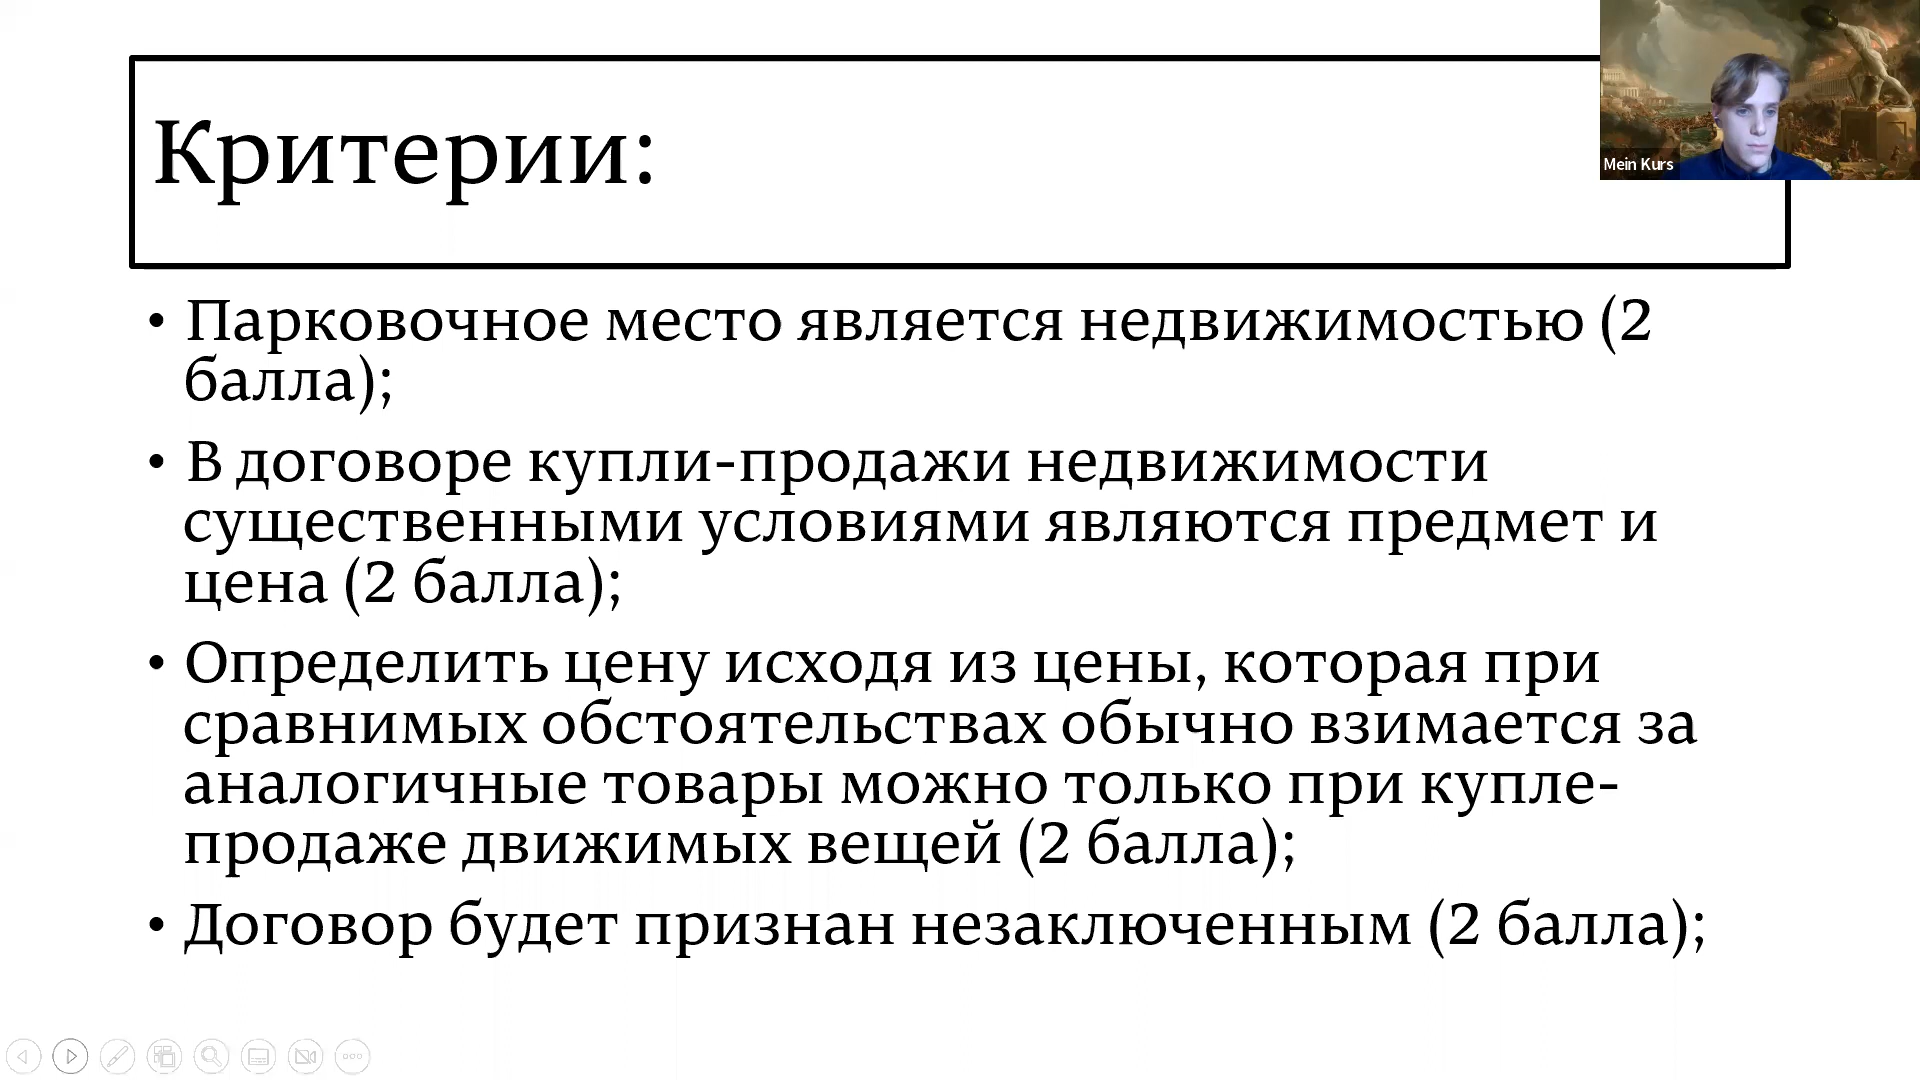 Критерии:
Mein Kurs
• Парковочное место является недвижимостью (2
балла);
• В договоре купли-продажи недвижимости
существенными условиями являются предмет и
цена (2 балла);
• Определить цену исходя из цены, которая при
сравнимых обстоятельствах обычно взимается за
аналогичные товары можно только при купле-
продаже движимых вещей (2 балла);
• Договор будет признан незаключенным (2 балла);